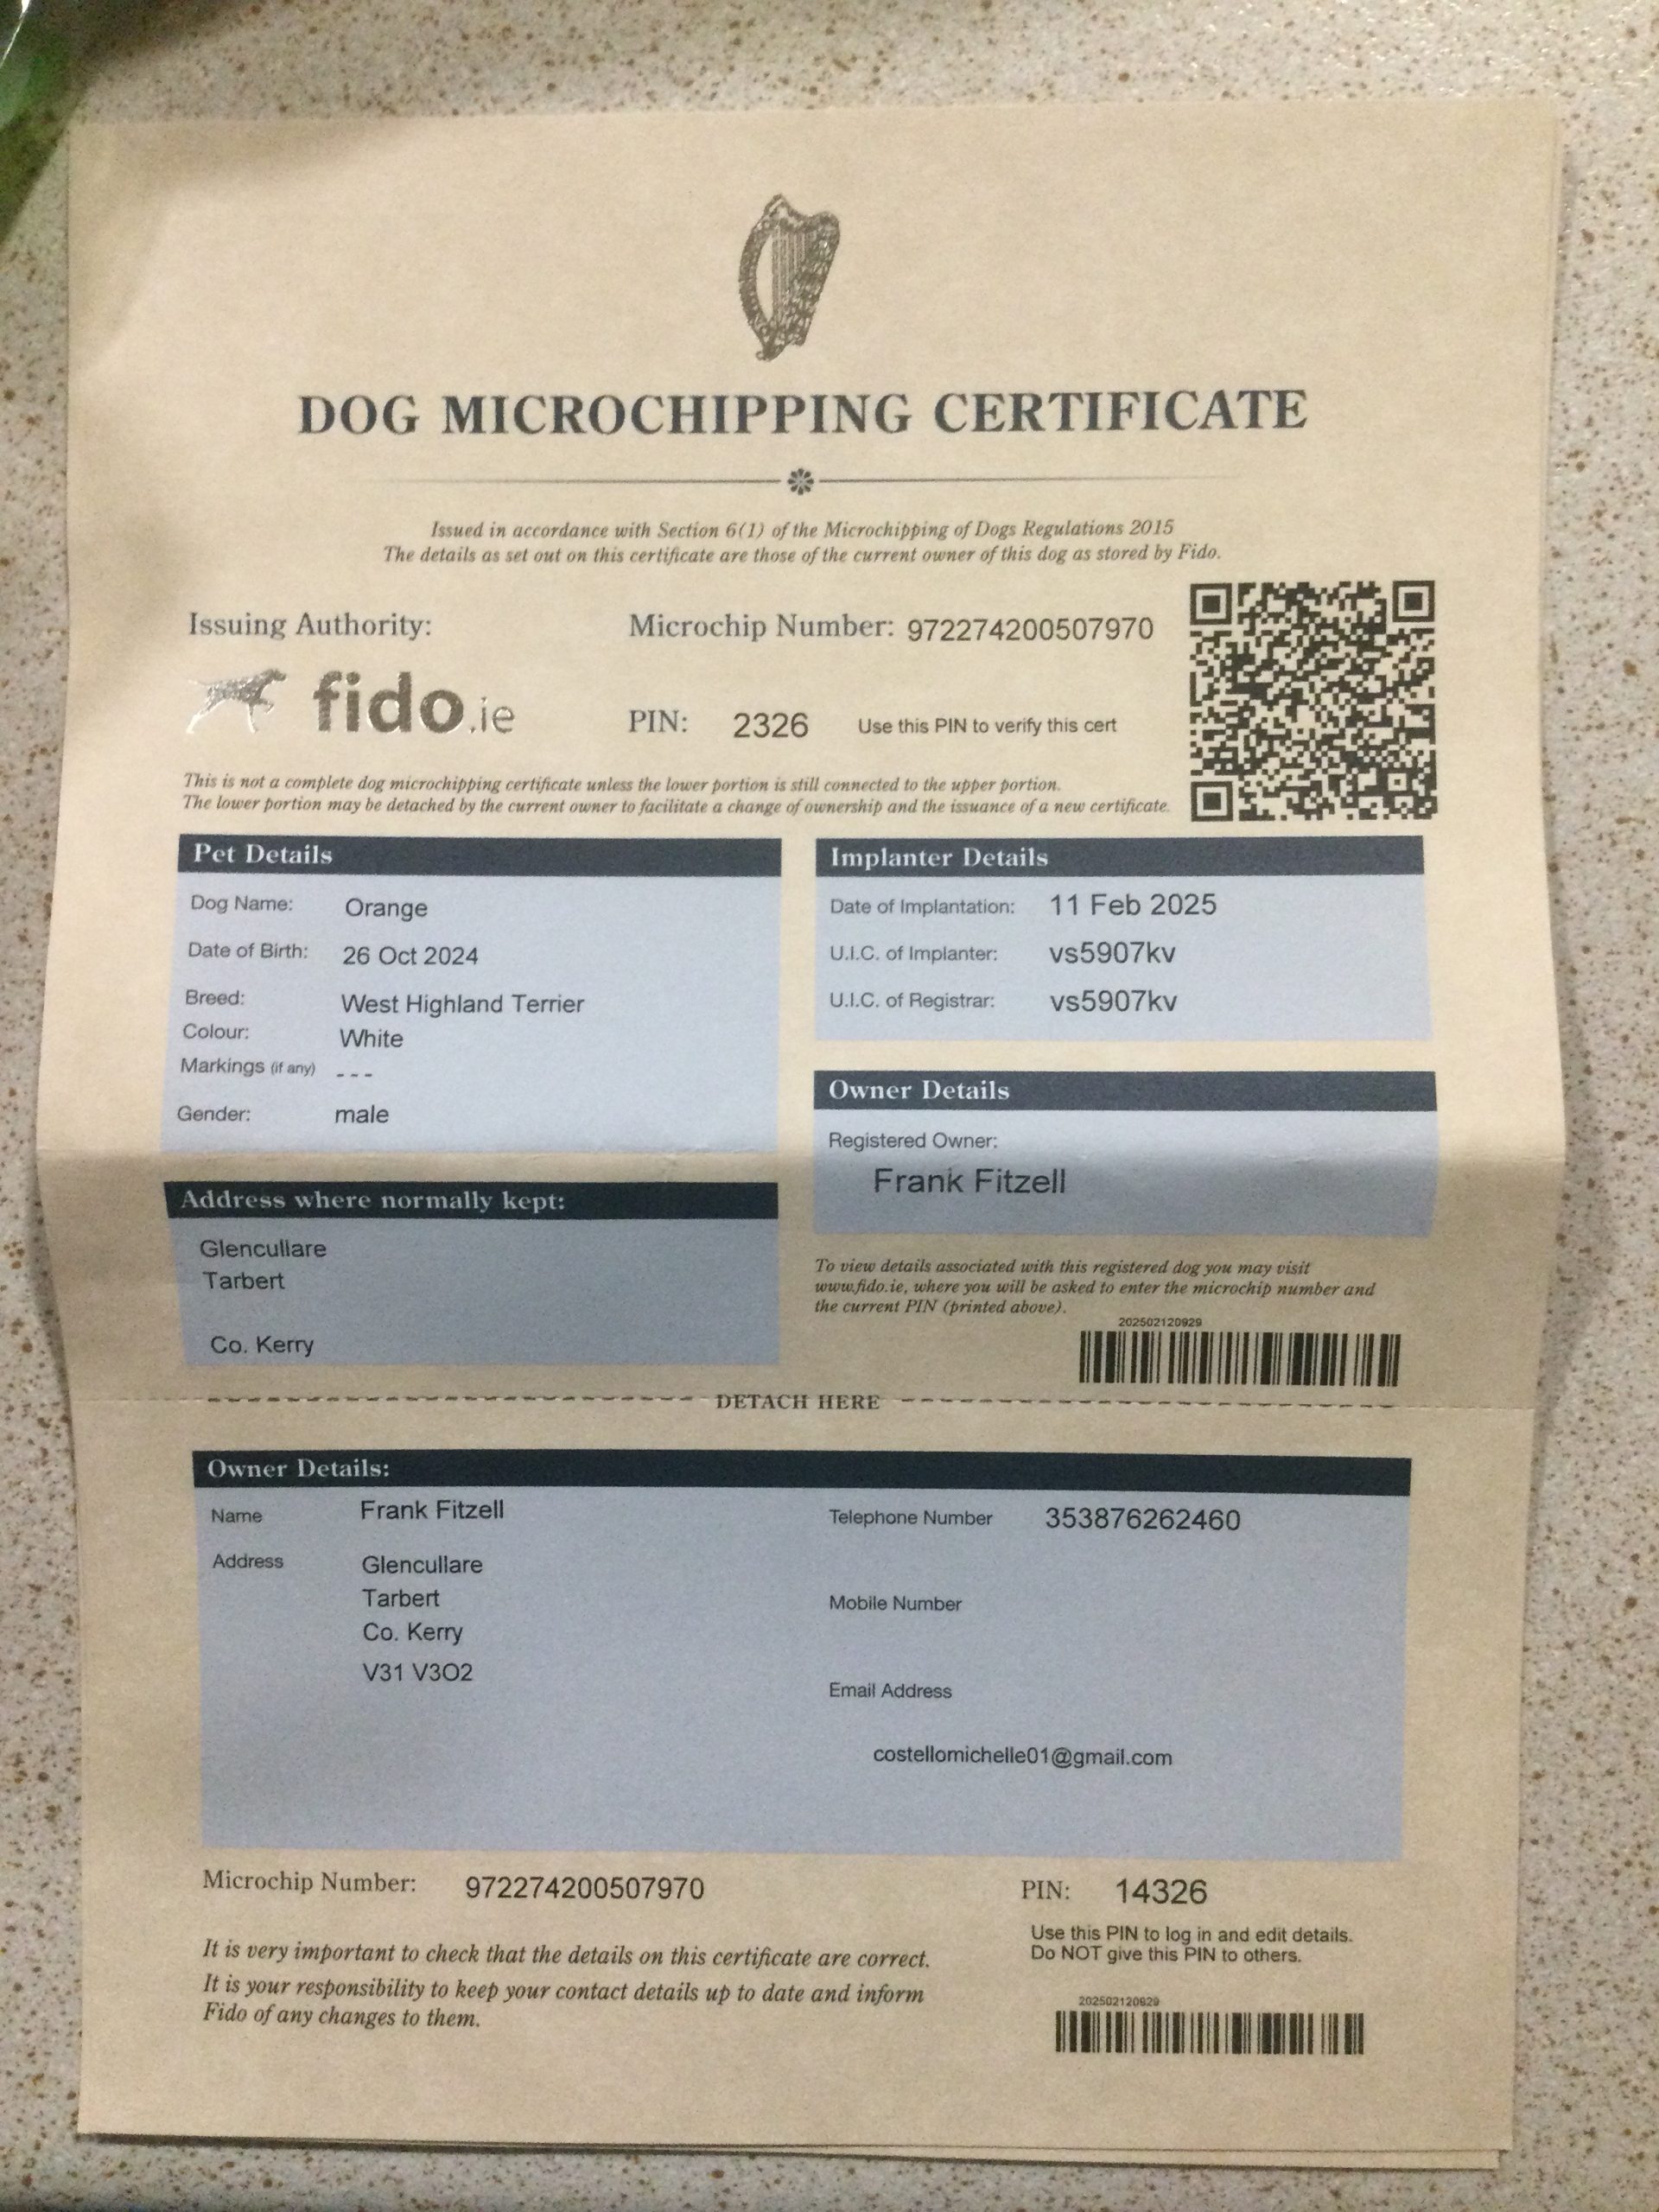 DOG MICROCHIPPING CERTIFICATE
Issued in accordance with Section 6(1) of the Microchipping of Dogs Regulations 2015
The details as set out on this certificate are those of the current owner of this dog as stored by Fido.
Issuing Authority:
fido.ie
Microchip Number: 972274200507970
PIN: 2326 Use this PIN to verify this cert
This is not a complete dog microchipping certificate unless the lower portion is still connected to the upper portion.
The lower portion may be detached by the current owner to facilitate a change of ownership and the issuance of a new certificate.
Pet Details
Dog Name: Orange
Date of Birth: 26 Oct 2024
Breed: West Highland Terrier
Colour: White
Markings (if any) ---
Gender: male
Implanter Details
Date of Implantation: 11 Feb 2025
U.I.C. of Implanter: vs5907kv
U.I.C. of Registrar: vs5907kv
Owner Details
Registered Owner:
Frank Fitzell
Address where normally kept:
Glencullare
Tarbert
Co. Kerry
To view details associated with this registered dog you may visit
www.fido.ie, where you will be asked to enter the microchip number and
the current PIN (printed above).
202502120929
DETACH HERE
Owner Details:
Name Frank Fitzell
Address Glencullare
Tarbert
Co. Kerry
V31 V3O2
Telephone Number 353876262460
Mobile Number
Email Address
costellomichelle01@gmail.com
Microchip Number: 972274200507970
PIN: 14326
Use this PIN to log in and edit details.
Do NOT give this PIN to others.
It is very important to check that the details on this certificate are correct.
It is your responsibility to keep your contact details up to date and inform
Fido of any changes to them.
202502120929